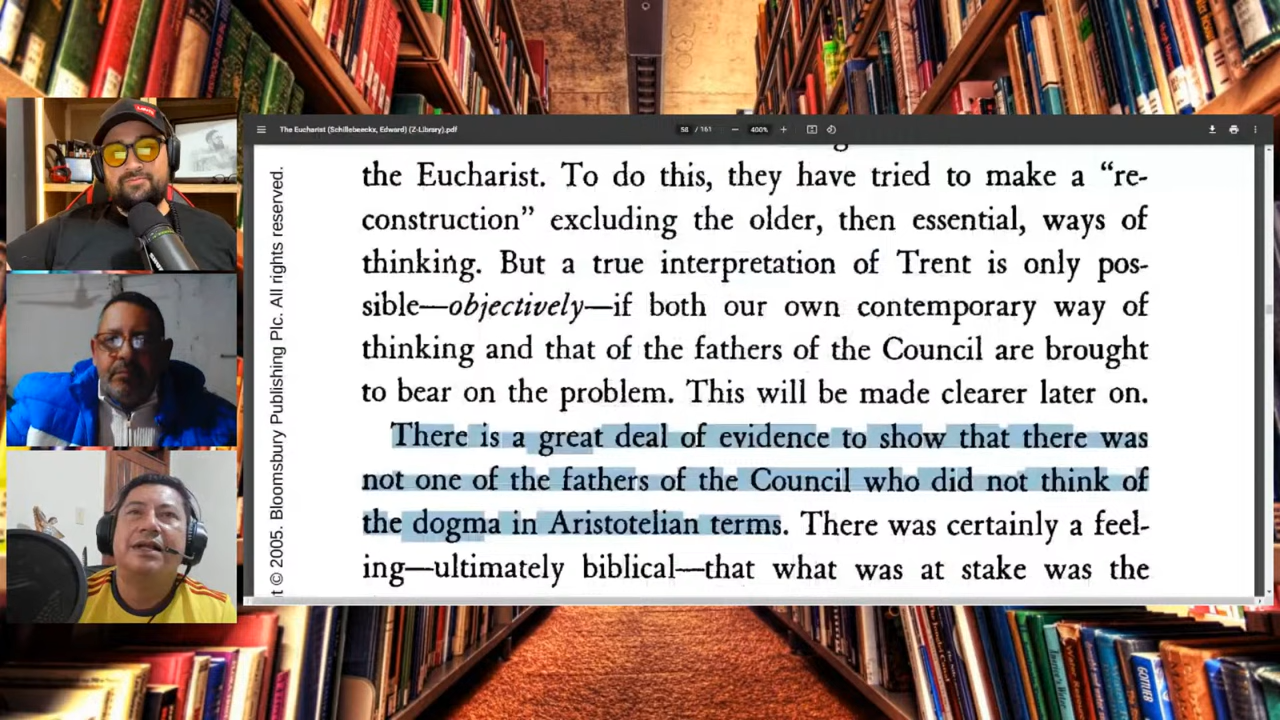 The Eucharist (Schillebeeckx, Edward) (Z-Library).pdf
58 / 161
400%
t © 2005. Bloomsbury Publishing Plc. All rights reserved.
the Eucharist. To do this, they have tried to make a “re-
construction” excluding the older, then essential, ways of
thinking. But a true interpretation of Trent is only pos-
sible—objectively—if both our own contemporary way of
thinking and that of the fathers of the Council are brought
to bear on the problem. This will be made clearer later on.
There is a great deal of evidence to show that there was
not one of the fathers of the Council who did not think of
the dogma in Aristotelian terms. There was certainly a feel-
ing—ultimately biblical—that what was at stake was the
GOTTLIEB